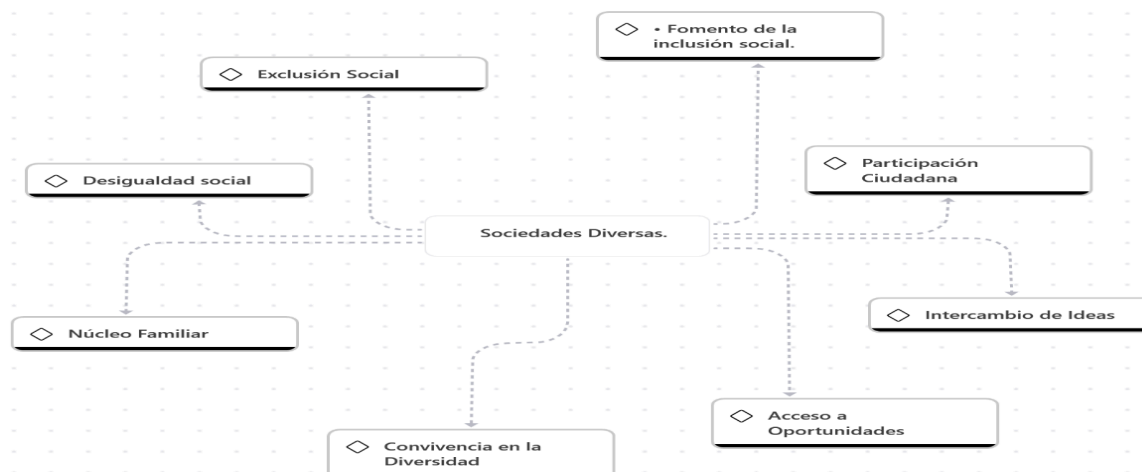 • Fomento de la
inclusión social.
Exclusión Social
Participación
Ciudadana
Desigualdad social
Sociedades Diversas.
Intercambio de Ideas
Núcleo Familiar
Acceso a
Oportunidades
Convivencia en la
Diversidad